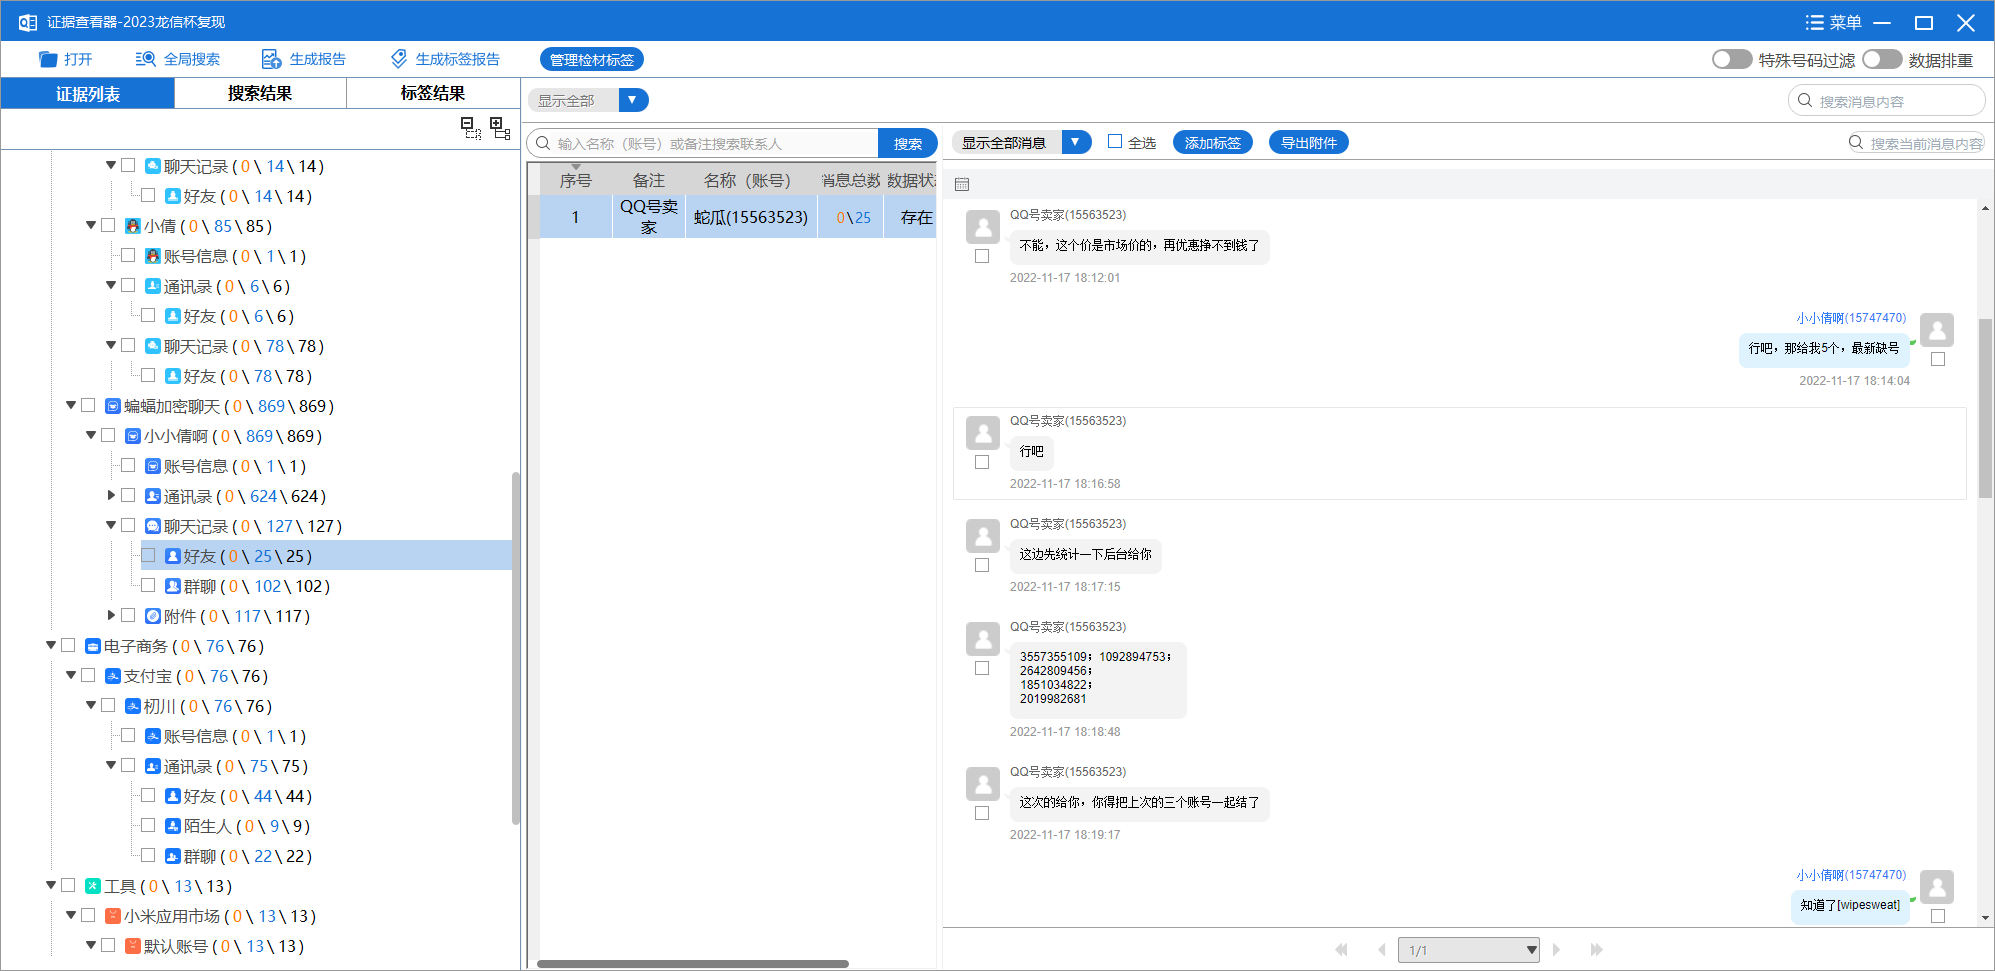 证据查看器-2023龙信杯复现
菜单
打开
全局搜索
生成报告
生成标签报告
管理检材标签
特殊号码过滤
数据排重
证据列表
搜索结果
标签结果
聊天记录 ( 0 \ 14 \ 14 )
好友 ( 0 \ 14 \ 14 )
小倩 ( 0 \ 85 \ 85 )
账号信息 ( 0 \ 1 \ 1 )
通讯录 ( 0 \ 6 \ 6 )
好友 ( 0 \ 6 \ 6 )
聊天记录 ( 0 \ 78 \ 78 )
好友 ( 0 \ 78 \ 78 )
蝙蝠加密聊天 ( 0 \ 869 \ 869 )
小小倩啊 ( 0 \ 869 \ 869 )
账号信息 ( 0 \ 1 \ 1 )
通讯录 ( 0 \ 624 \ 624 )
聊天记录 ( 0 \ 127 \ 127 )
好友 ( 0 \ 25 \ 25 )
群聊 ( 0 \ 102 \ 102 )
附件 ( 0 \ 117 \ 117 )
电子商务 ( 0 \ 76 \ 76 )
支付宝 ( 0 \ 76 \ 76 )
杒川 ( 0 \ 76 \ 76 )
账号信息 ( 0 \ 1 \ 1 )
通讯录 ( 0 \ 75 \ 75 )
好友 ( 0 \ 44 \ 44 )
陌生人 ( 0 \ 9 \ 9 )
群聊 ( 0 \ 22 \ 22 )
工具 ( 0 \ 13 \ 13 )
小米应用市场 ( 0 \ 13 \ 13 )
默认账号 ( 0 \ 13 \ 13 )
显示全部
搜索消息内容
输入名称（账号）或备注搜索联系人
搜索
序号 备注 名称（账号） 消息总数 数据状态
1 QQ号卖家 蛇瓜(15563523) 0\25 存在
显示全部消息
全选
添加标签
导出附件
搜索当前消息内容
QQ号卖家(15563523)
不能，这个价是市场价的，再优惠挣不到钱了
2022-11-17 18:12:01
小小倩啊(15747470)
行吧，那给我5个，最新缺号
2022-11-17 18:14:04
QQ号卖家(15563523)
行吧
2022-11-17 18:16:58
QQ号卖家(15563523)
这边先统计一下后台给你
2022-11-17 18:17:15
QQ号卖家(15563523)
3557355109；1092894753；
2642809456；
1851034822；
2019982681
2022-11-17 18:18:48
QQ号卖家(15563523)
这次的给你，你得把上次的三个账号一起结了
2022-11-17 18:19:17
小小倩啊(15747470)
知道了[wipesweat]
1/1